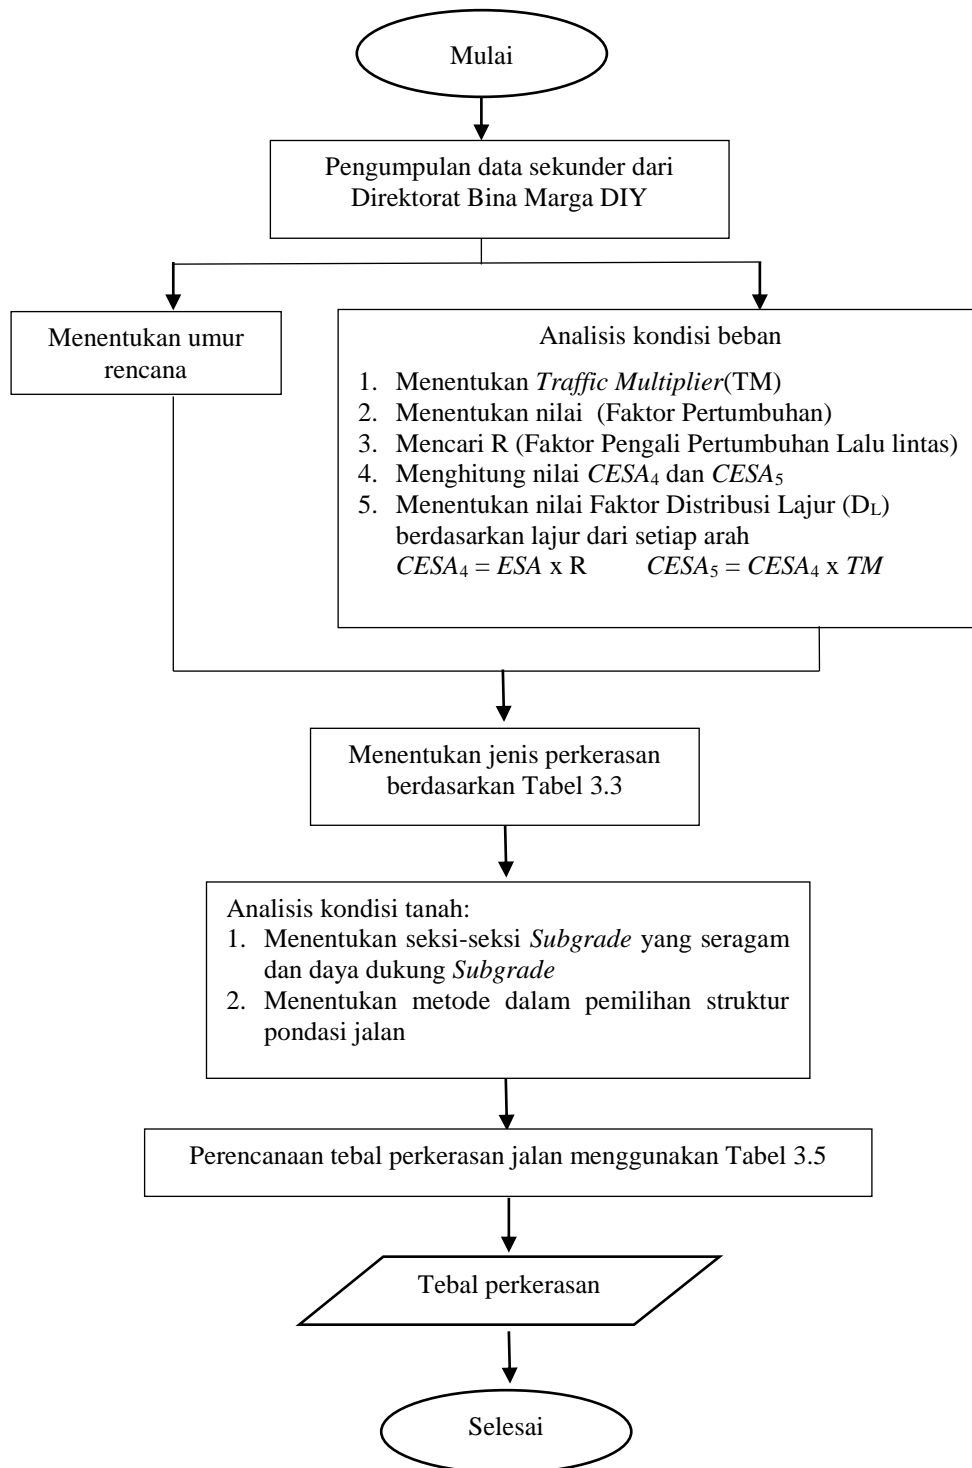 Mulai
Pengumpulan data sekunder dari
Direktorat Bina Marga DIY
Menentukan umur
rencana
Analisis kondisi beban
1. Menentukan Traffic Multiplier(TM)
2. Menentukan nilai (Faktor Pertumbuhan)
3. Mencari R (Faktor Pengali Pertumbuhan Lalu lintas)
4. Menghitung nilai CESA₄ dan CESA₅
5. Menentukan nilai Faktor Distribusi Lajur (D_L)
berdasarkan lajur dari setiap arah
CESA₄ = ESA x R CESA₅ = CESA₄ x TM
Menentukan jenis perkerasan
berdasarkan Tabel 3.3
Analisis kondisi tanah:
1. Menentukan seksi-seksi Subgrade yang seragam
dan daya dukung Subgrade
2. Menentukan metode dalam pemilihan struktur
pondasi jalan
Perencanaan tebal perkerasan jalan menggunakan Tabel 3.5
Tebal perkerasan
Selesai